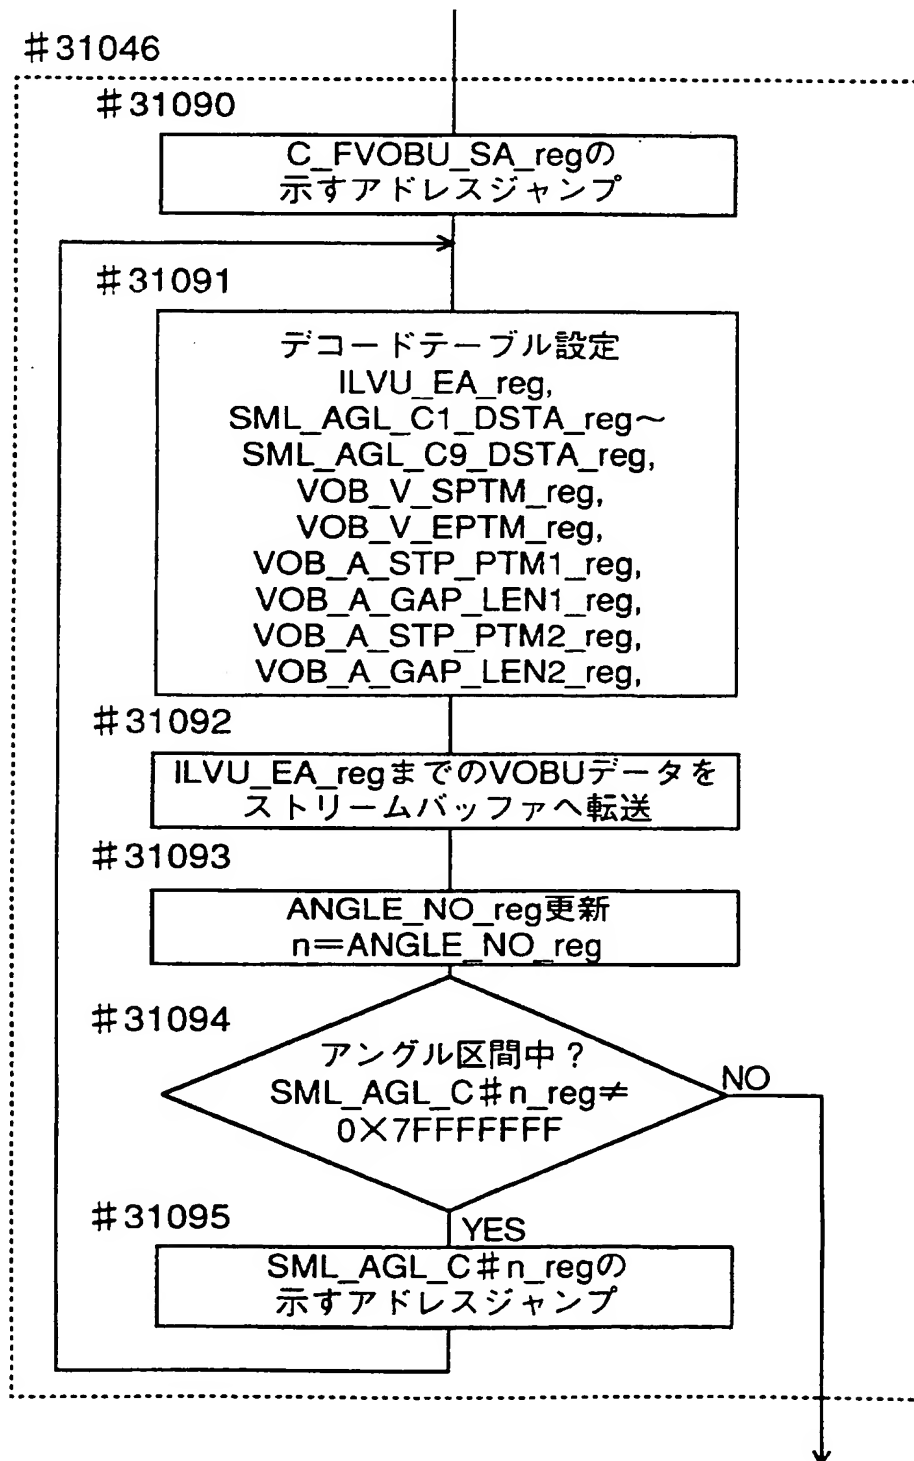 #31046
#31090
C_FVOBU_SA_regの
示すアドレスジャンプ
#31091
デコードテーブル設定
ILVU_EA_reg,
SML_AGL_C1_DSTA_reg~
SML_AGL_C9_DSTA_reg,
VOB_V_SPTM_reg,
VOB_V_EPTM_reg,
VOB_A_STP_PTM1_reg,
VOB_A_GAP_LEN1_reg,
VOB_A_STP_PTM2_reg,
VOB_A_GAP_LEN2_reg,
#31092
ILVU_EA_regまでのVOBUデータを
ストリームバッファへ転送
#31093
ANGLE_NO_reg更新
n=ANGLE_NO_reg
#31094
アングル区間中?
SML_AGL_C#n_reg≠
0×7FFFFFFF
NO
#31095
YES
SML_AGL_C#n_regの
示すアドレスジャンプ